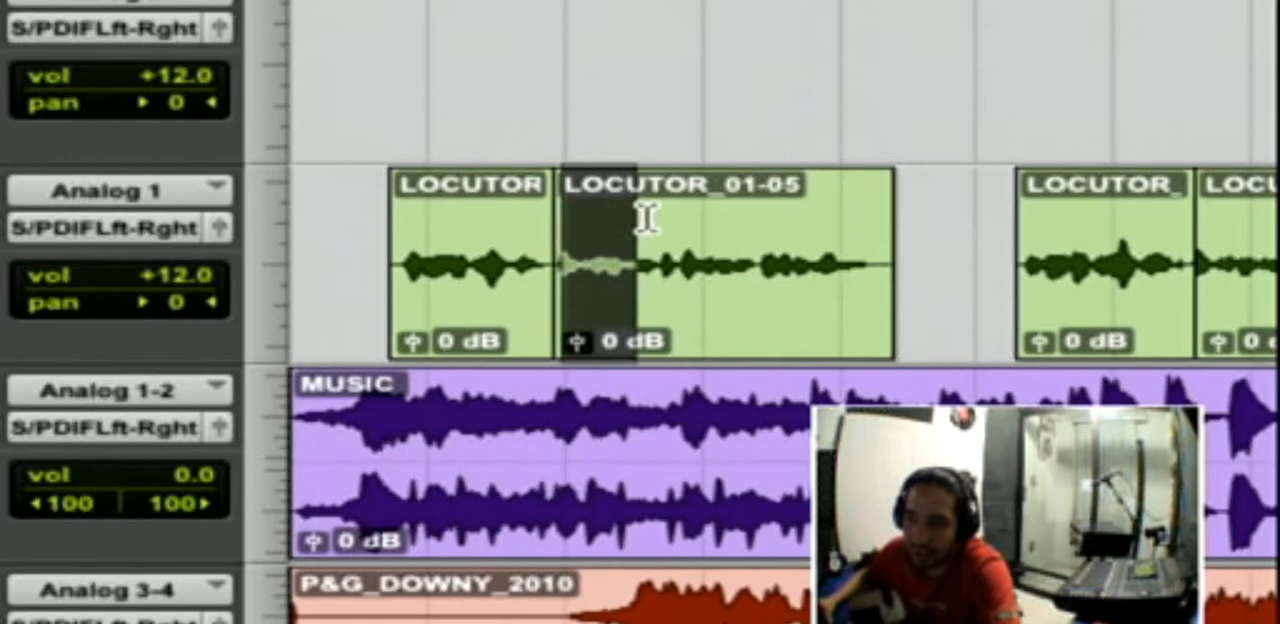 S/PDIFLft-Rght
vol +12.0
pan 0
Analog 1
S/PDIFLft-Rght
vol +12.0
pan 0
LOCUTOR
0 dB
LOCUTOR_01-05
0 dB
LOCUTOR_
0 dB
LOCU
0
Analog 1-2
S/PDIFLft-Rght
vol 0.0
100 100
MUSIC
0 dB
Analog 3-4
P&G_DOWNY_2010